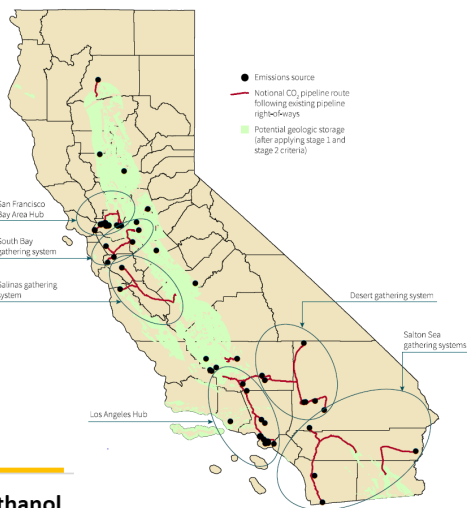 Emissions source
Notional CO₂ pipeline route
following existing pipeline
right-of-ways
Potential geologic storage
(after applying stage 1 and
stage 2 criteria)
San Francisco
Bay Area Hub
South Bay
gathering system
Salinas gathering
system
Desert gathering system
Salton Sea
gathering systems
Los Angeles Hub
thanol